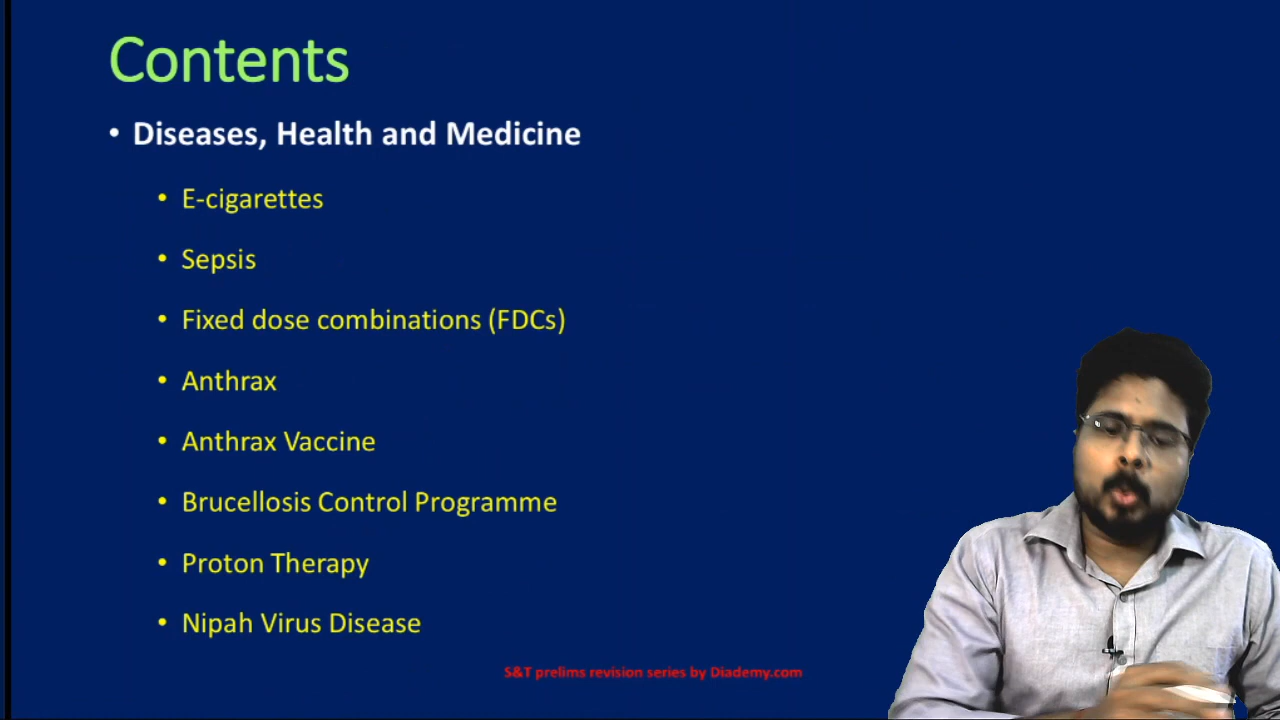 Contents
• Diseases, Health and Medicine
• E-cigarettes
• Sepsis
• Fixed dose combinations (FDCs)
• Anthrax
• Anthrax Vaccine
• Brucellosis Control Programme
• Proton Therapy
• Nipah Virus Disease
S&T prelims revision series by Diademy.com